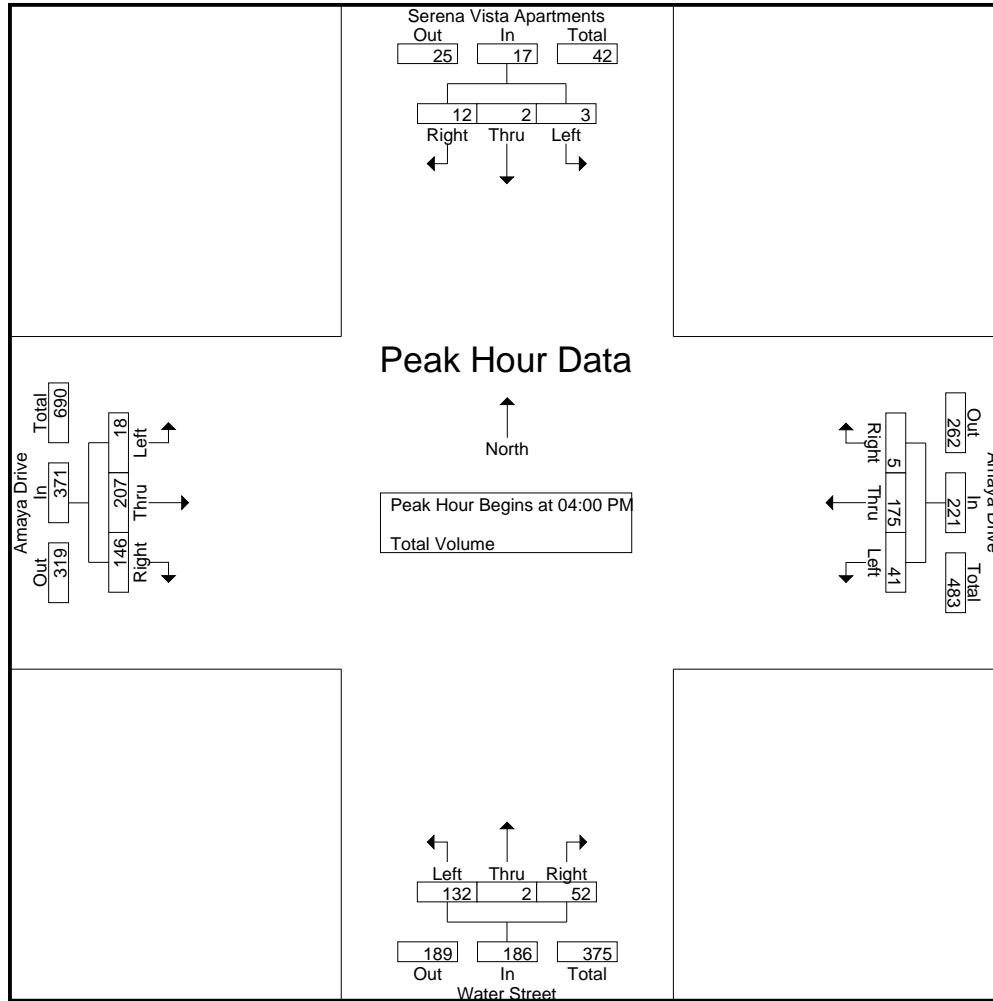 Serena Vista Apartments
Out In Total
25 17 42
12 2 3
Right Thru Left
Peak Hour Data
North
Peak Hour Begins at 04:00 PM
Total Volume
Amaya Drive
Out In Total
319 371 690
146 207 18
Right Thru Left
Amaya Drive
Out In Total
262 221 483
5 175 41
Right Thru Left
Left Thru Right
132 2 52
189 186 375
Out In Total
Water Street